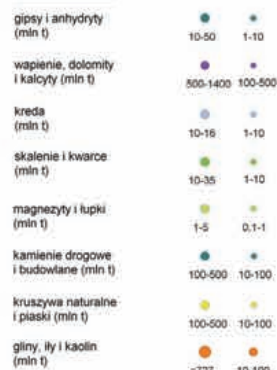 gipsy i anhydryty
(mln t)
10-50 1-10
wapienie, dolomity
i kalcyty (mln t)
500-1400 100-500
kreda
(mln t)
10-16 1-10
skalenie i kwarce
(mln t)
10-35 1-10
magnezyty i łupki
(mln t)
1-5 0,1-1
kamienie drogowe
i budowlane (mln t)
100-500 10-100
kruszywa naturalne
i piaski (mln t)
100-500 10-100
gliny, iły i kaolin
(mln t)